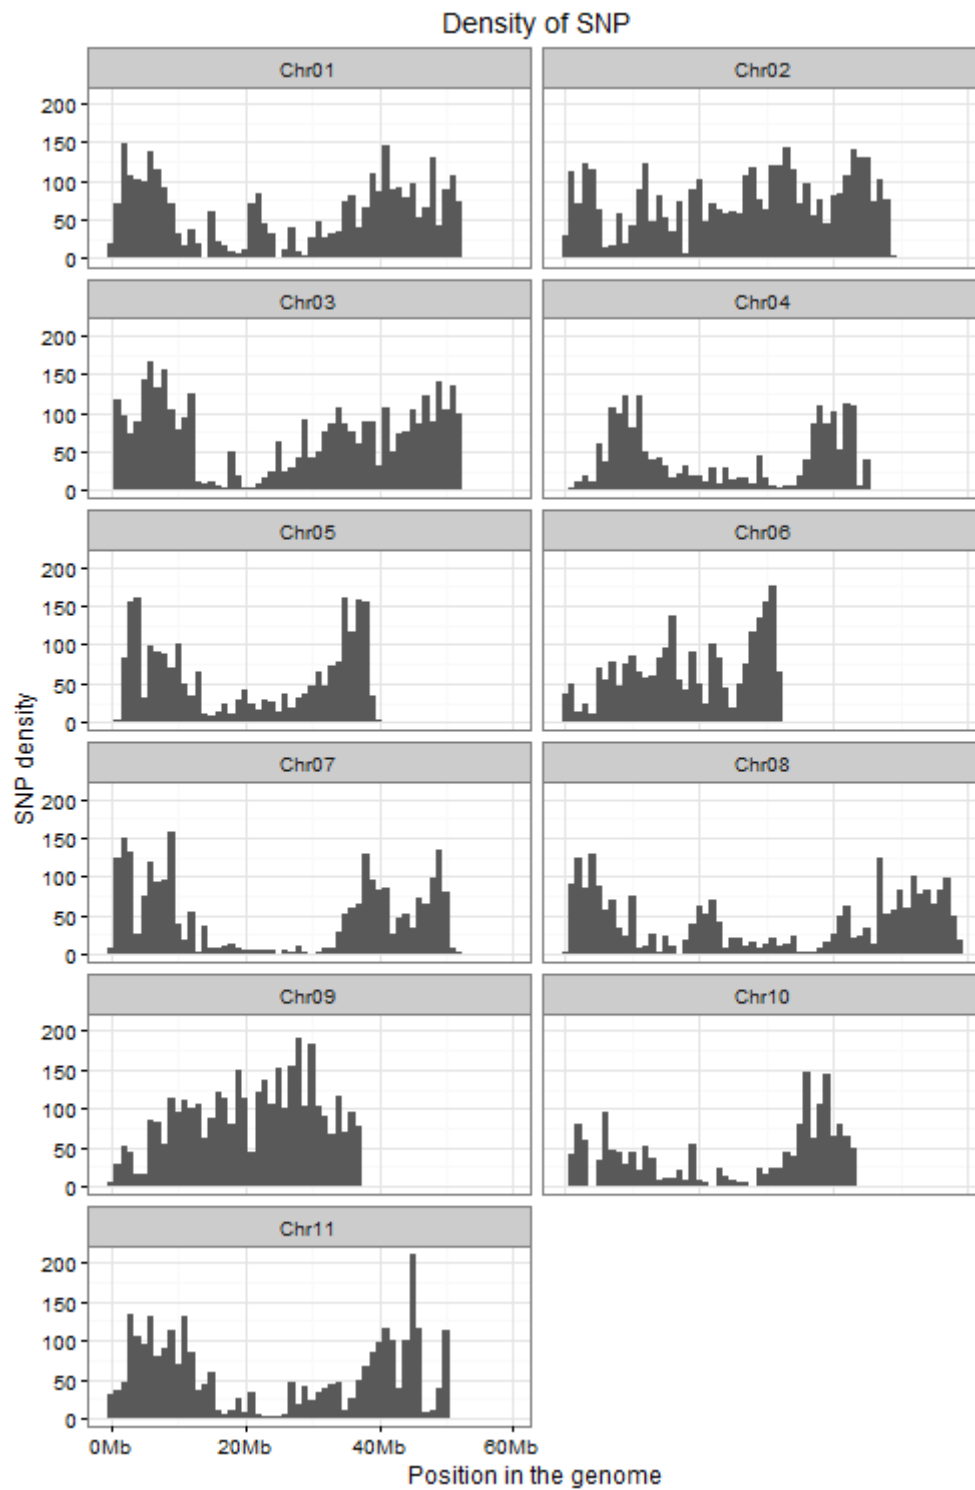 Density of SNP
Chr01
Chr02
200
150
100
50
0
Chr03
Chr04
200
150
100
50
0
Chr05
Chr06
200
150
100
50
0
Chr07
Chr08
200
150
100
50
0
Chr09
Chr10
200
150
100
50
0
Chr11
200
150
100
50
0
SNP density
0Mb 20Mb 40Mb 60Mb
Position in the genome